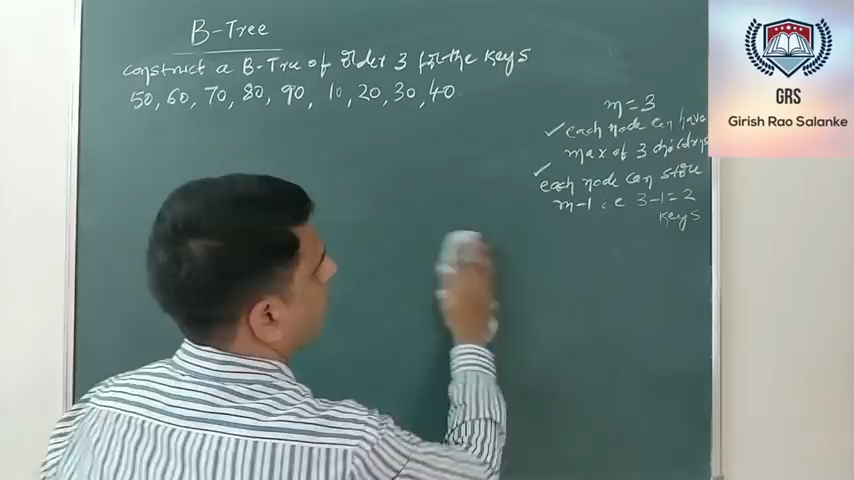 B-Tree
construct a B-Tree of order 3 for the keys
50, 60, 70, 80, 90, 10, 20, 30, 40.
m=3
each node can have
max of 3 childrens
each node can store
m-1 i.e 3-1=2
keys
GRS
Girish Rao Salanke